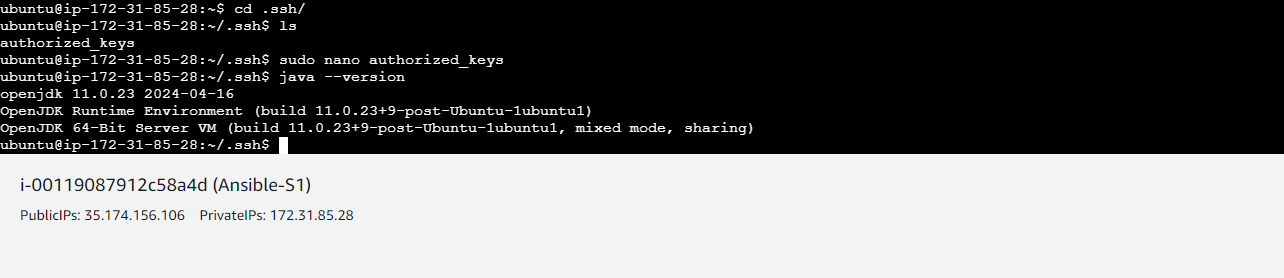 ubuntu@ip-172-31-85-28:~$ cd .ssh/
ubuntu@ip-172-31-85-28:~/.ssh$ ls
authorized_keys
ubuntu@ip-172-31-85-28:~/.ssh$ sudo nano authorized_keys
ubuntu@ip-172-31-85-28:~/.ssh$ java --version
openjdk 11.0.23 2024-04-16
OpenJDK Runtime Environment (build 11.0.23+9-post-Ubuntu-1ubuntu1)
OpenJDK 64-Bit Server VM (build 11.0.23+9-post-Ubuntu-1ubuntu1, mixed mode, sharing)
ubuntu@ip-172-31-85-28:~/.ssh$
i-00119087912c58a4d (Ansible-S1)
PublicIPs: 35.174.156.106 PrivateIPs: 172.31.85.28